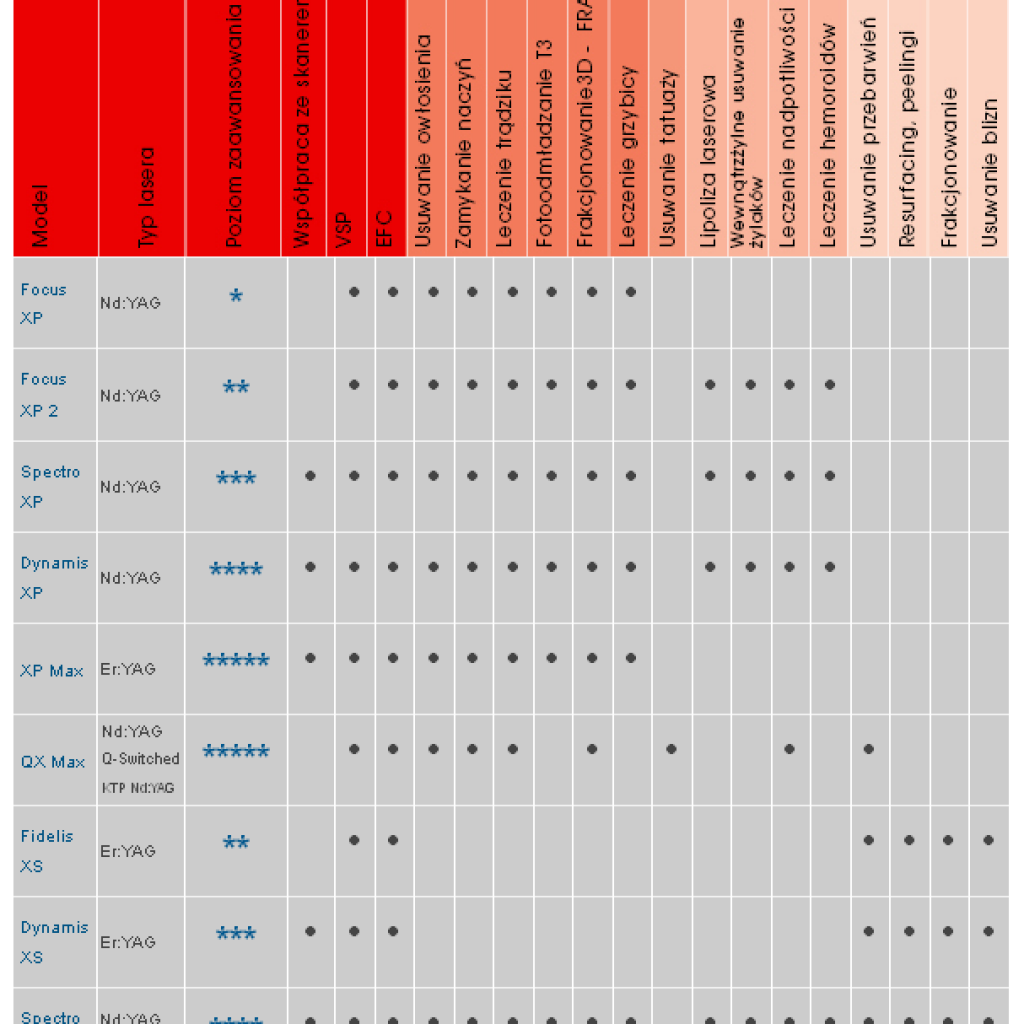 Model
Typ lasera
Poziom zaawansowania
Współpraca ze
VSP
EFC
Usuwanie owłosienia
Zamykanie naczyń
Leczenie trądziku
Fotoodmładzanie T3
Frakcjonowanie3D -
Leczenie grzybicy
Usuwanie tatuaży
Lipoliza laserowa
Wewnątrzżylne usuwanie
żylaków
Leczenie nadpotliwości
Leczenie hemoroidów
Usuwanie przebarwień
Resurfacing, peelingi
Frakcjonowanie
Usuwanie blizn
Focus
XP
Nd:YAG
*
Focus
XP 2
Nd:YAG
**
Spectro
XP
Nd:YAG
***
Dynamis
XP
Nd:YAG
****
XP Max
Er:YAG
*****
QX Max
Nd:YAG
Q-Switched
KTP Nd:YAG
*****
Fidelis
XS
Er:YAG
**
Dynamis
XS
Er:YAG
***
Spectro
Nd:YAG
****